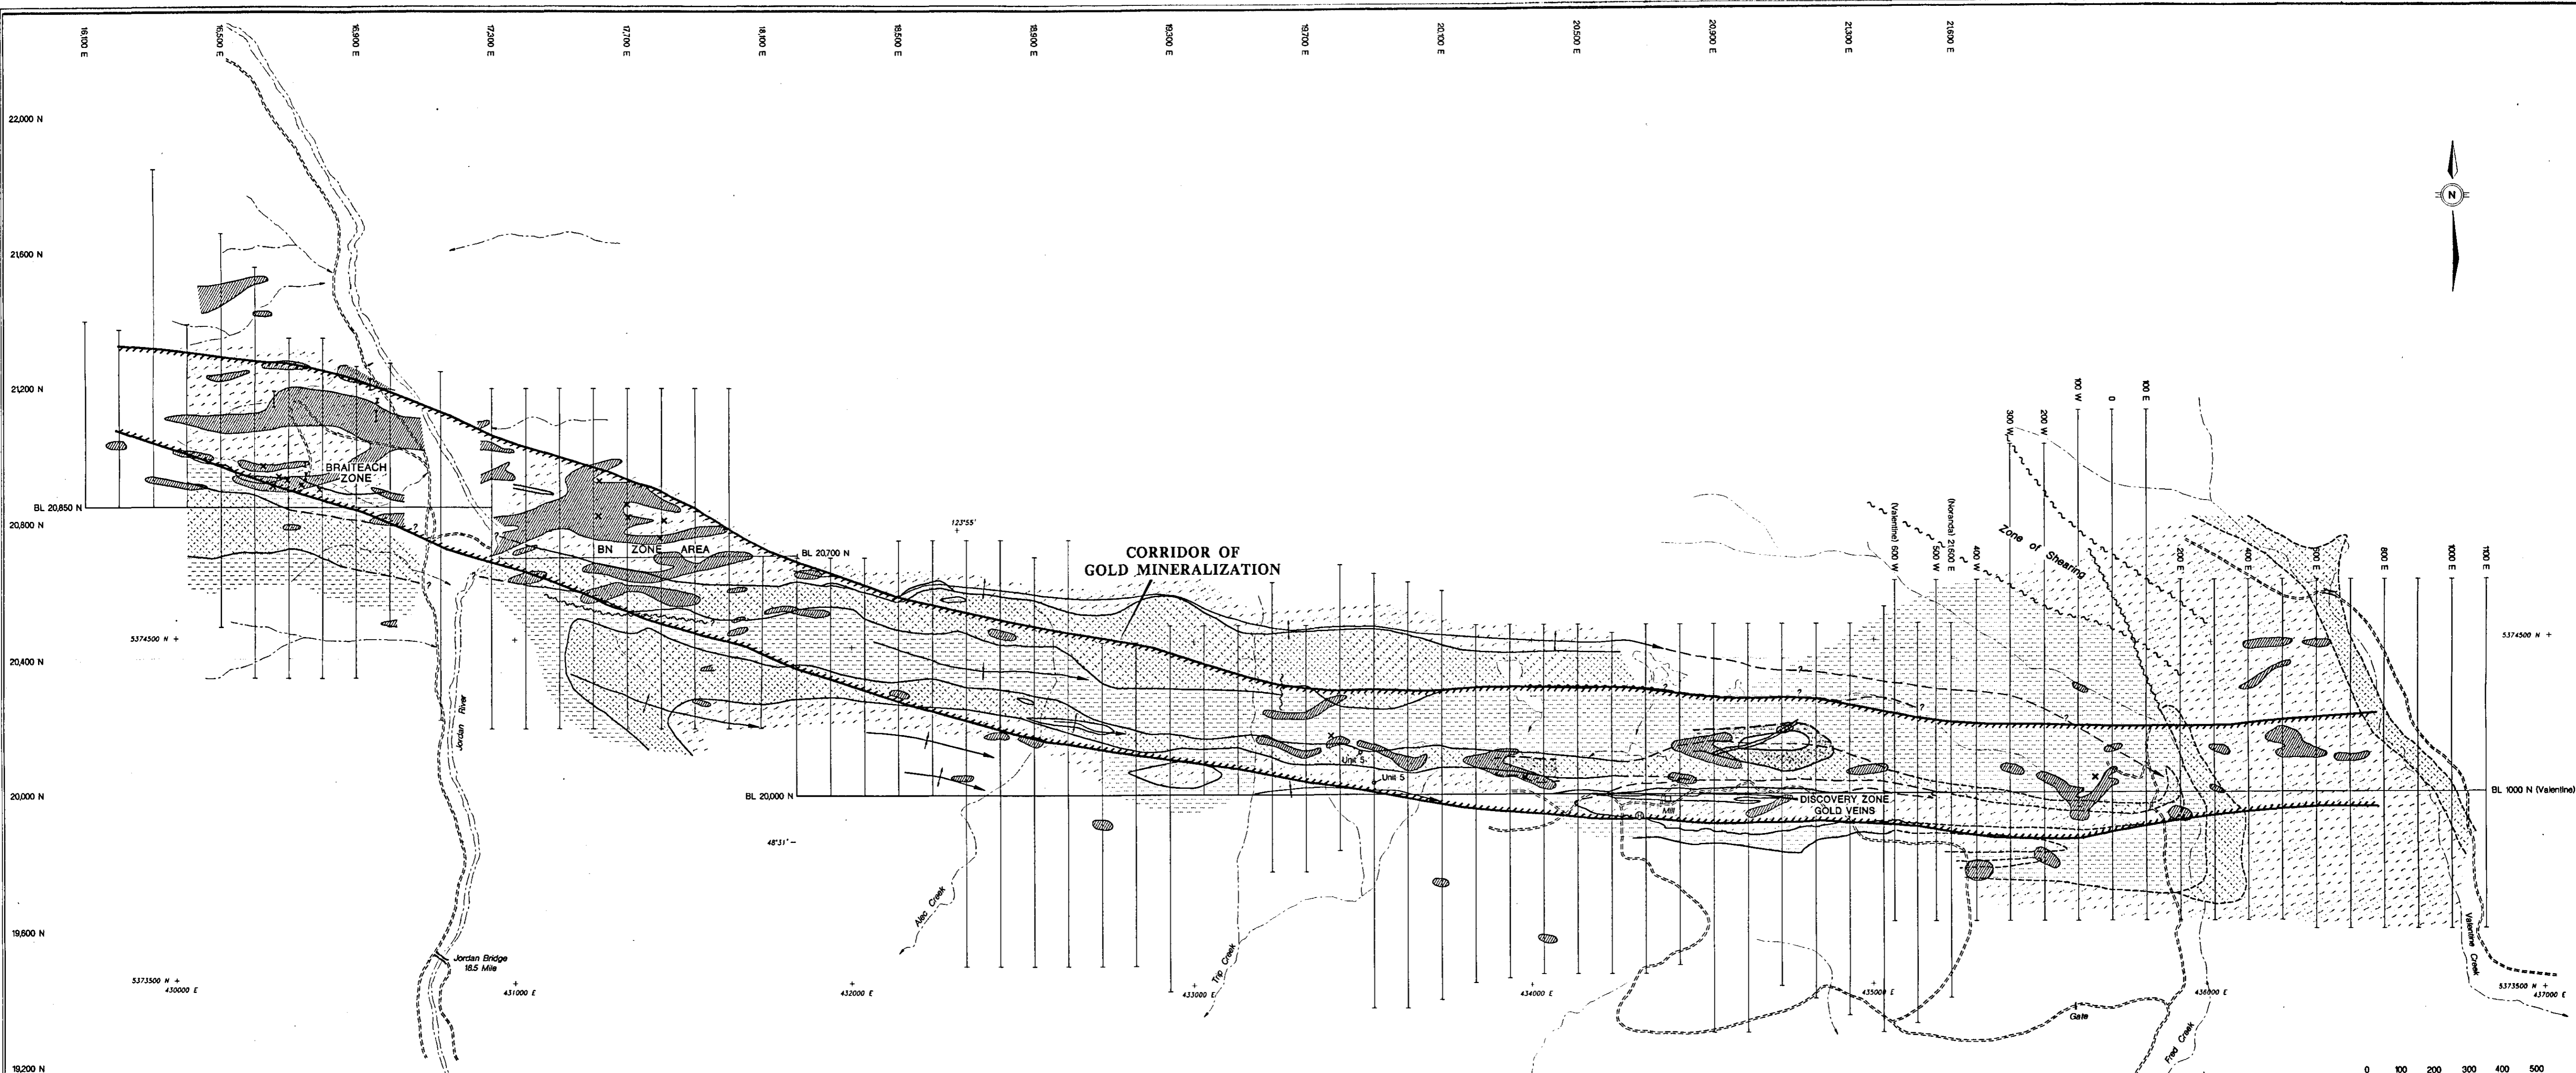 16,100 E
16,500 E
16,900 E
17,300 E
17,700 E
18,100 E
18,500 E
18,900 E
19,300 E
19,700 E
20,100 E
20,500 E
20,900 E
21,300 E
21,600 E
22,000 N
N
21,600 N
21,200 N
300 W
200 W
100 W
0
100 E
BRAITEACH
ZONE
BL 20,850 N
20,800 N
?
?
?
BN ZONE AREA
BL 20,700 N
123°55'
CORRIDOR OF
GOLD MINERALIZATION
(Valentine) 600 W
500 W
(Noranda) 21,600 E
400 W
Zone of Shearing
200 E
400 E
600 E
800 E
1000 E
1100 E
5374500 N +
5374500 N +
20,400 N
?
?
?
?
Jordan River
Unit 5
Unit 5
20,000 N
BL 20,000 N
Mill
DISCOVERY ZONE
GOLD VEINS
BL 1000 N (Valentine)
48°31'
Alec Creek
19,600 N
Jordan Bridge
18.5 Mile
Trip Creek
Valentine Creek
5373500 N +
430000 E
431000 E
432000 E
433000 E
434000 E
435000 E
436000 E
5373500 N +
437000 E
Gate
Fred Creek
19,200 N
0 100 200 300 400 500